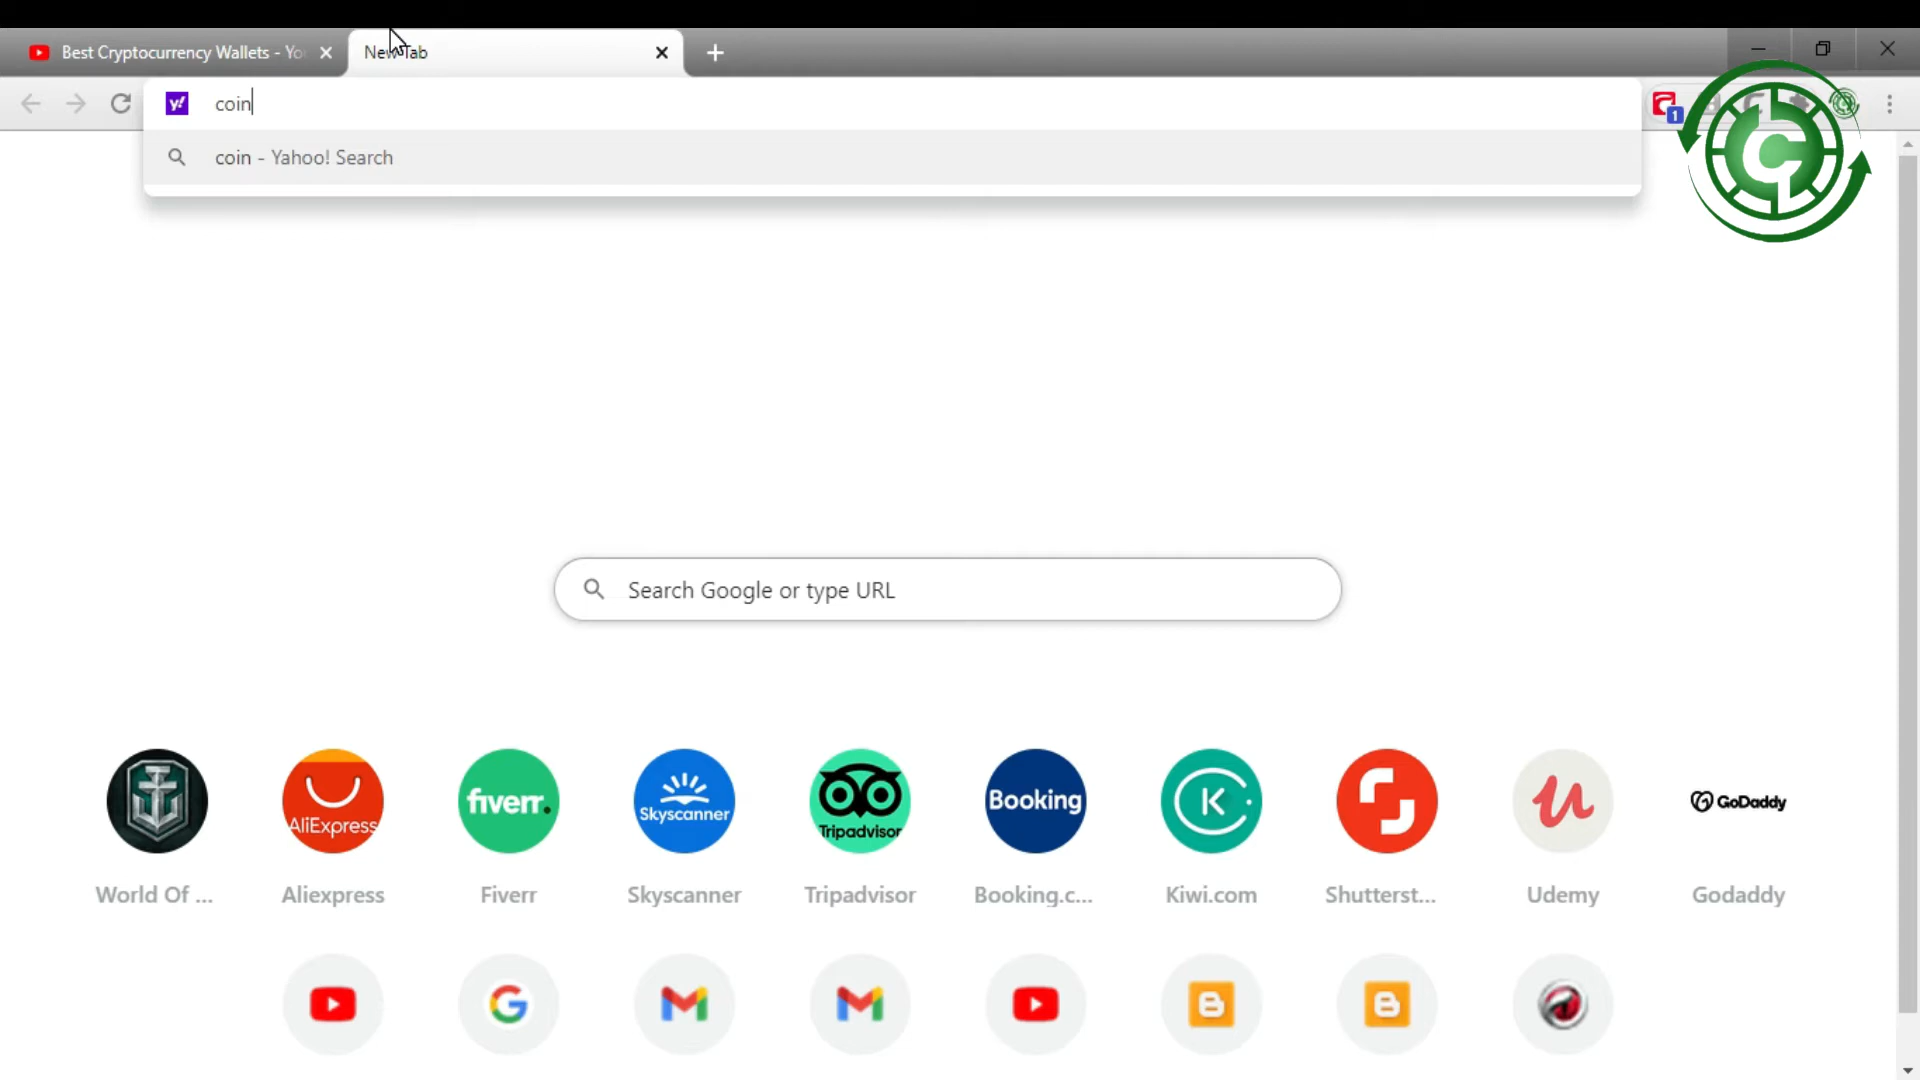 Best Cryptocurrency Wallets - Yo
New Tab
y! coin
coin - Yahoo! Search
1
Search Google or type URL
AliExpress
fiverr.
Skyscanner
Tripadvisor
Booking
K
GoDaddy
World Of ...
Aliexpress
Fiverr
Skyscanner
Tripadvisor
Booking.c...
Kiwi.com
Shutterst...
Udemy
Godaddy